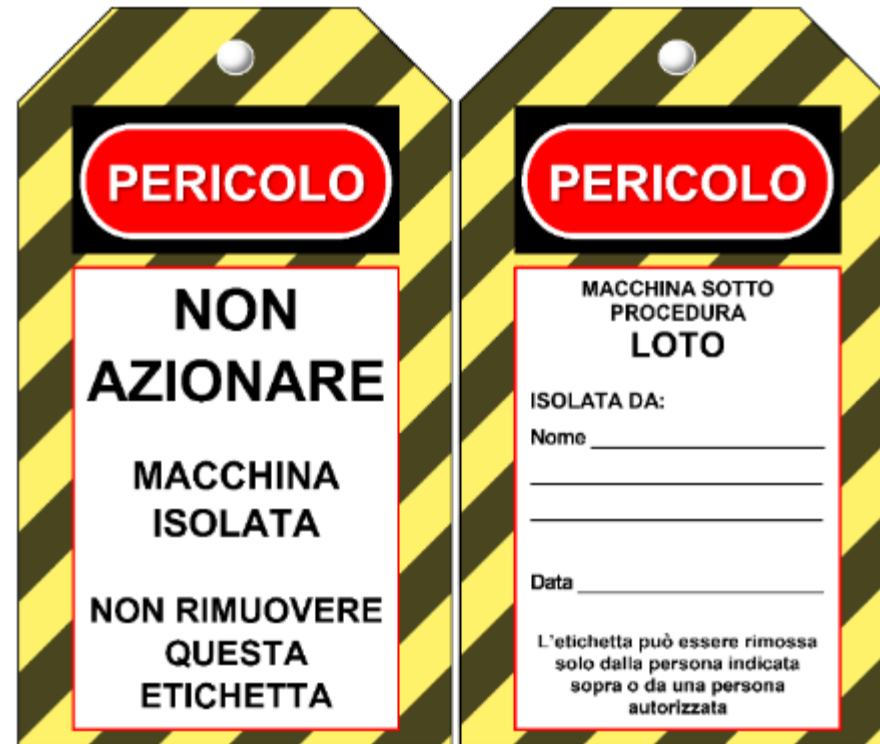 PERICOLO
NON
AZIONARE
MACCHINA
ISOLATA
NON RIMUOVERE
QUESTA
ETICHETTA
PERICOLO
MACCHINA SOTTO
PROCEDURA
LOTO
ISOLATA DA:
Nome
Data
L'etichetta può essere rimossa
solo dalla persona indicata
sopra o da una persona
autorizzata